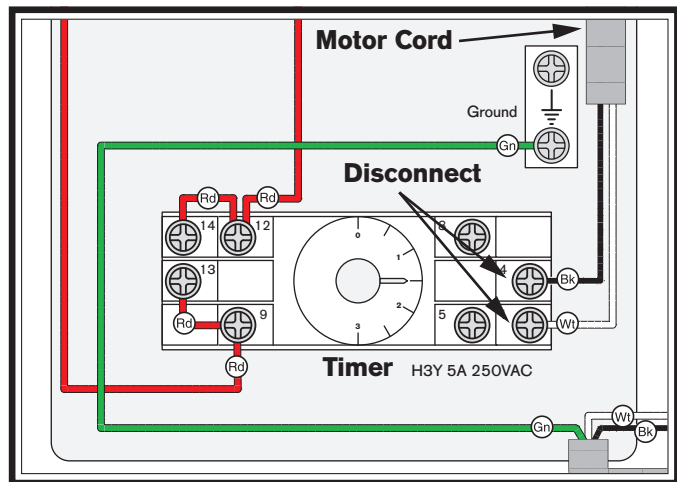 Motor Cord
Ground
Gn
Disconnect
Rd
Rd
14
12
8
0
1
2
3
13
4
Bk
Rd
9
5
Wt
Rd
Timer
H3Y 5A 250VAC
Gn
Wt
Bk